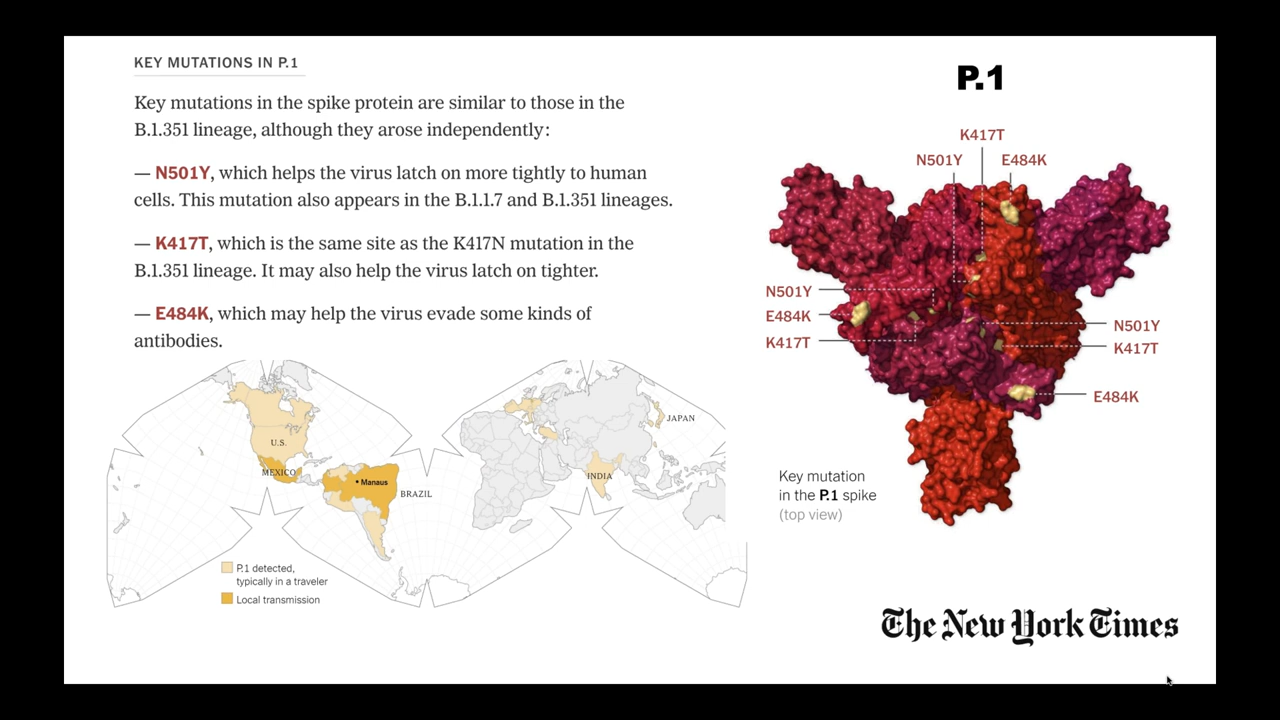 KEY MUTATIONS IN P.1
Key mutations in the spike protein are similar to those in the
B.1.351 lineage, although they arose independently:
— N501Y, which helps the virus latch on more tightly to human
cells. This mutation also appears in the B.1.1.7 and B.1.351 lineages.
— K417T, which is the same site as the K417N mutation in the
B.1.351 lineage. It may also help the virus latch on tighter.
— E484K, which may help the virus evade some kinds of
antibodies.
U.S.
MEXICO
• Manaus
BRAZIL
JAPAN
INDIA
P.1 detected,
typically in a traveler
Local transmission
P.1
K417T
N501Y
E484K
N501Y
E484K
K417T
N501Y
K417T
E484K
Key mutation
in the P.1 spike
(top view)
The New York Times